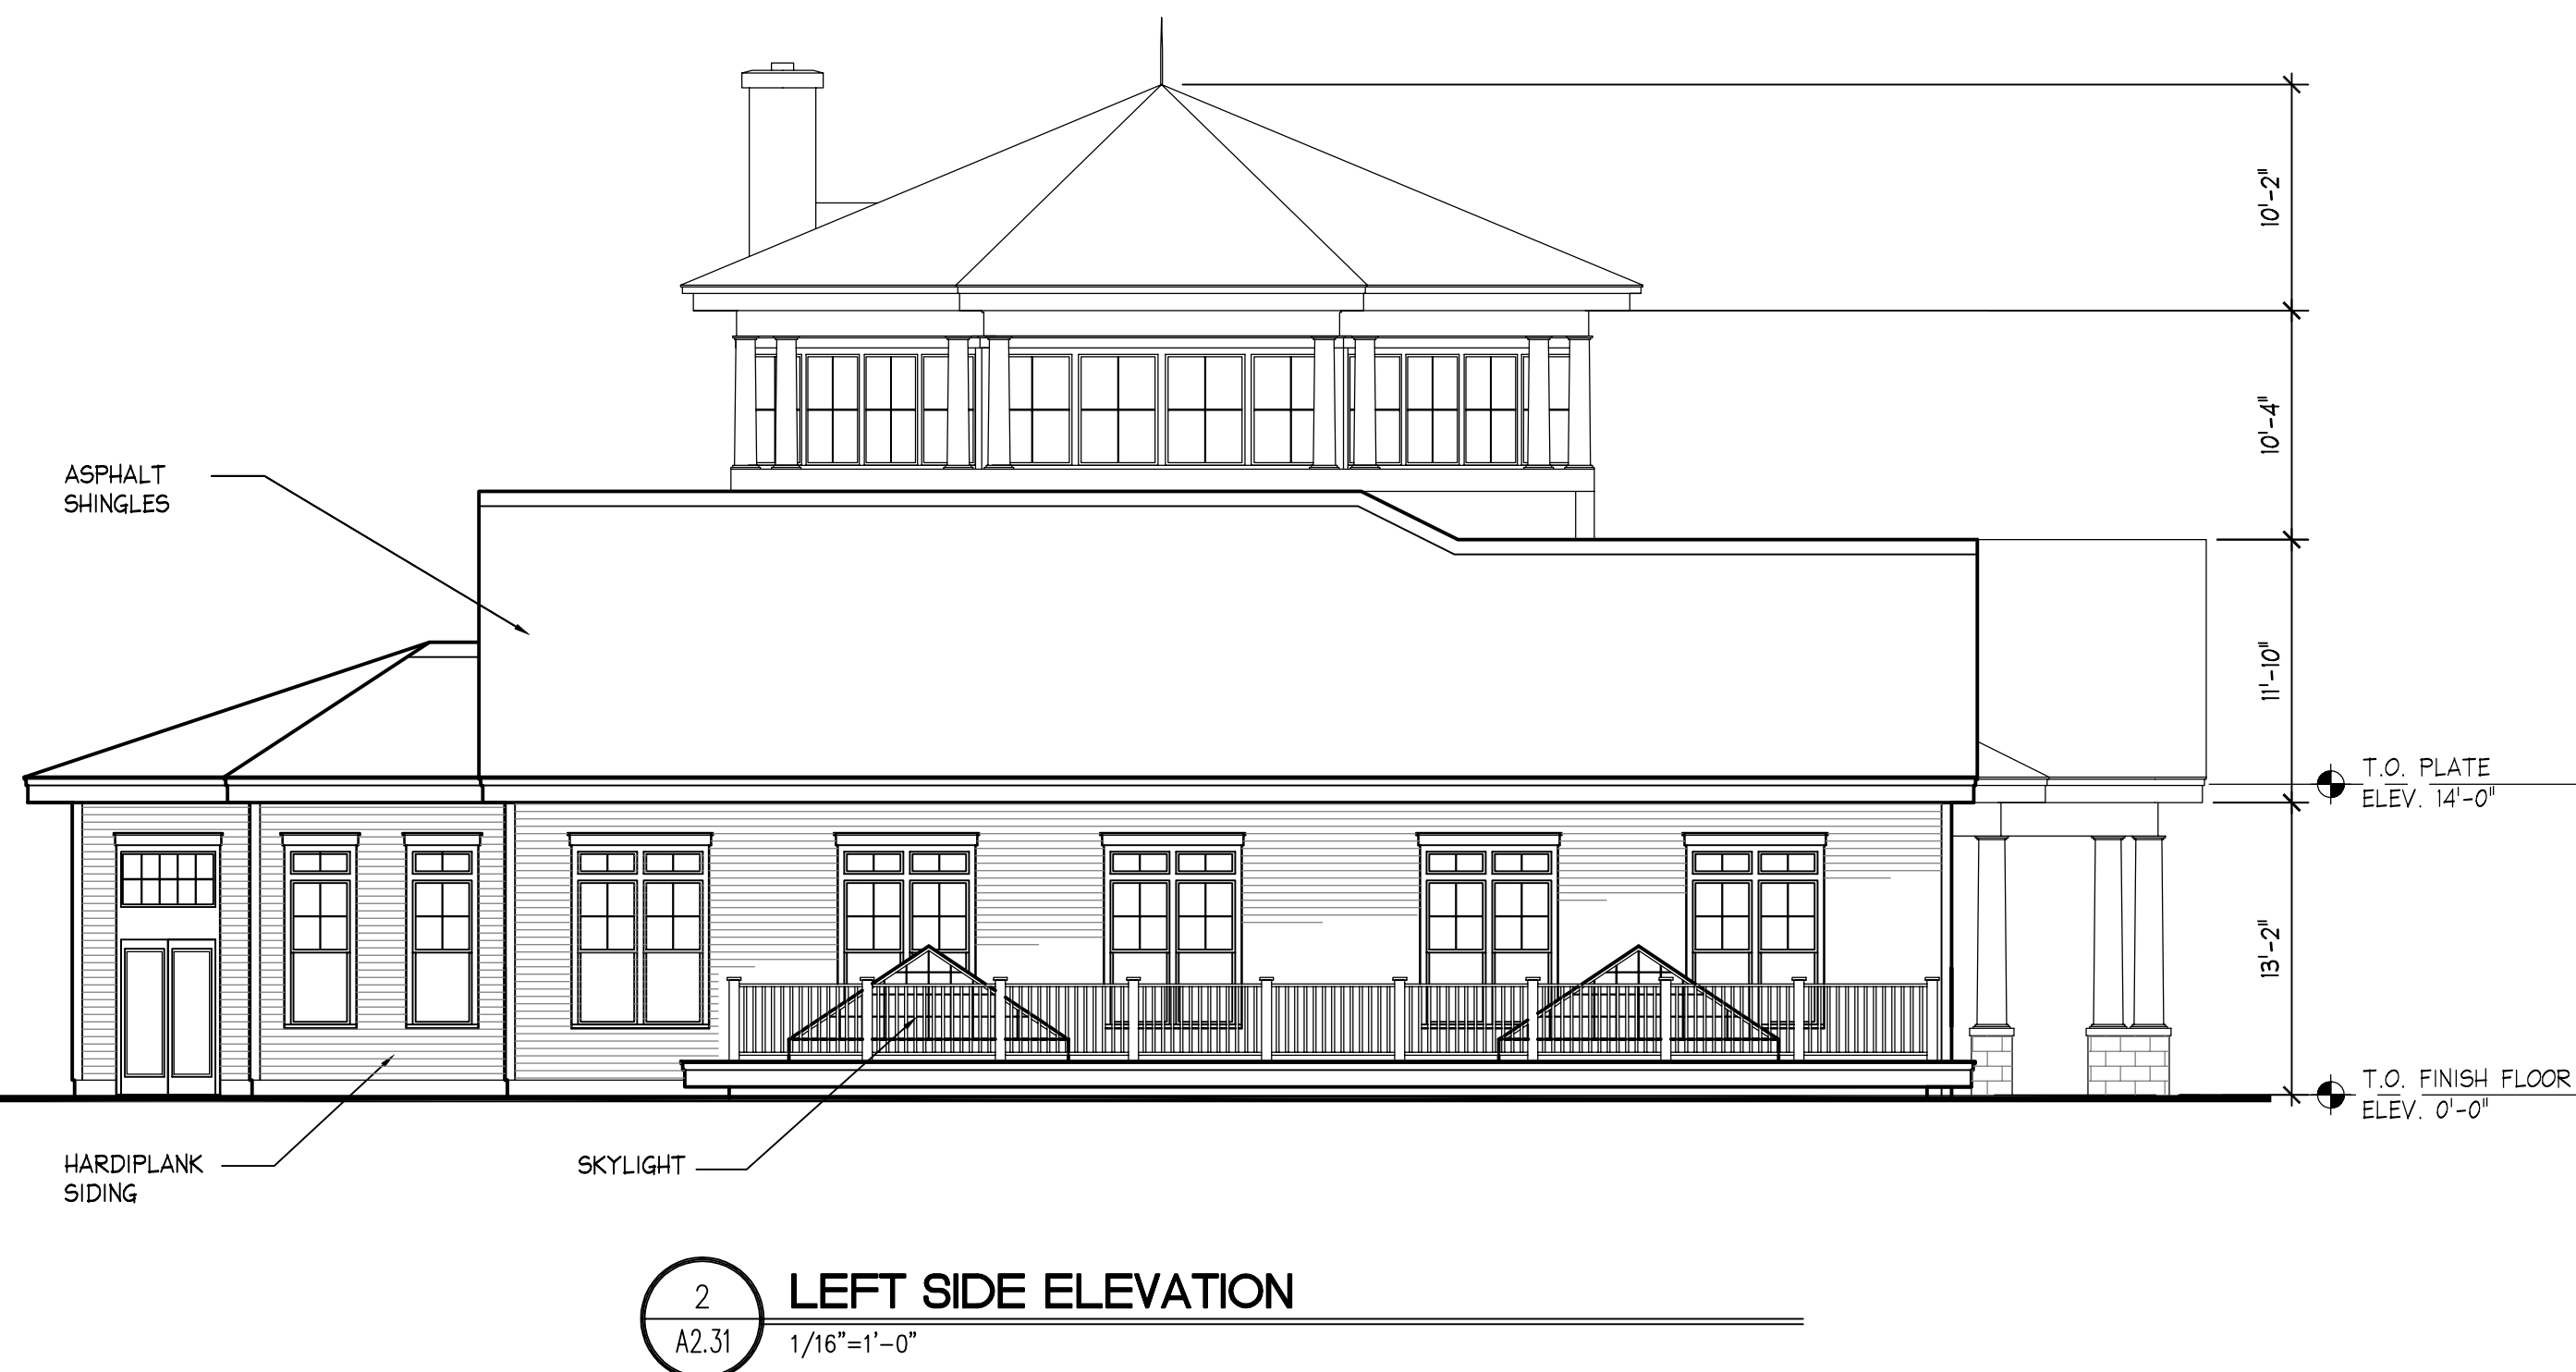 10'-2"
10'-4"
ASPHALT
SHINGLES
11'-10"
T.O. PLATE
ELEV. 14'-0"
13'-2"
T.O. FINISH FLOOR
ELEV. 0'-0"
HARDIPLANK
SIDING
SKYLIGHT
2
A2.31
LEFT SIDE ELEVATION
1/16"=1'-0"